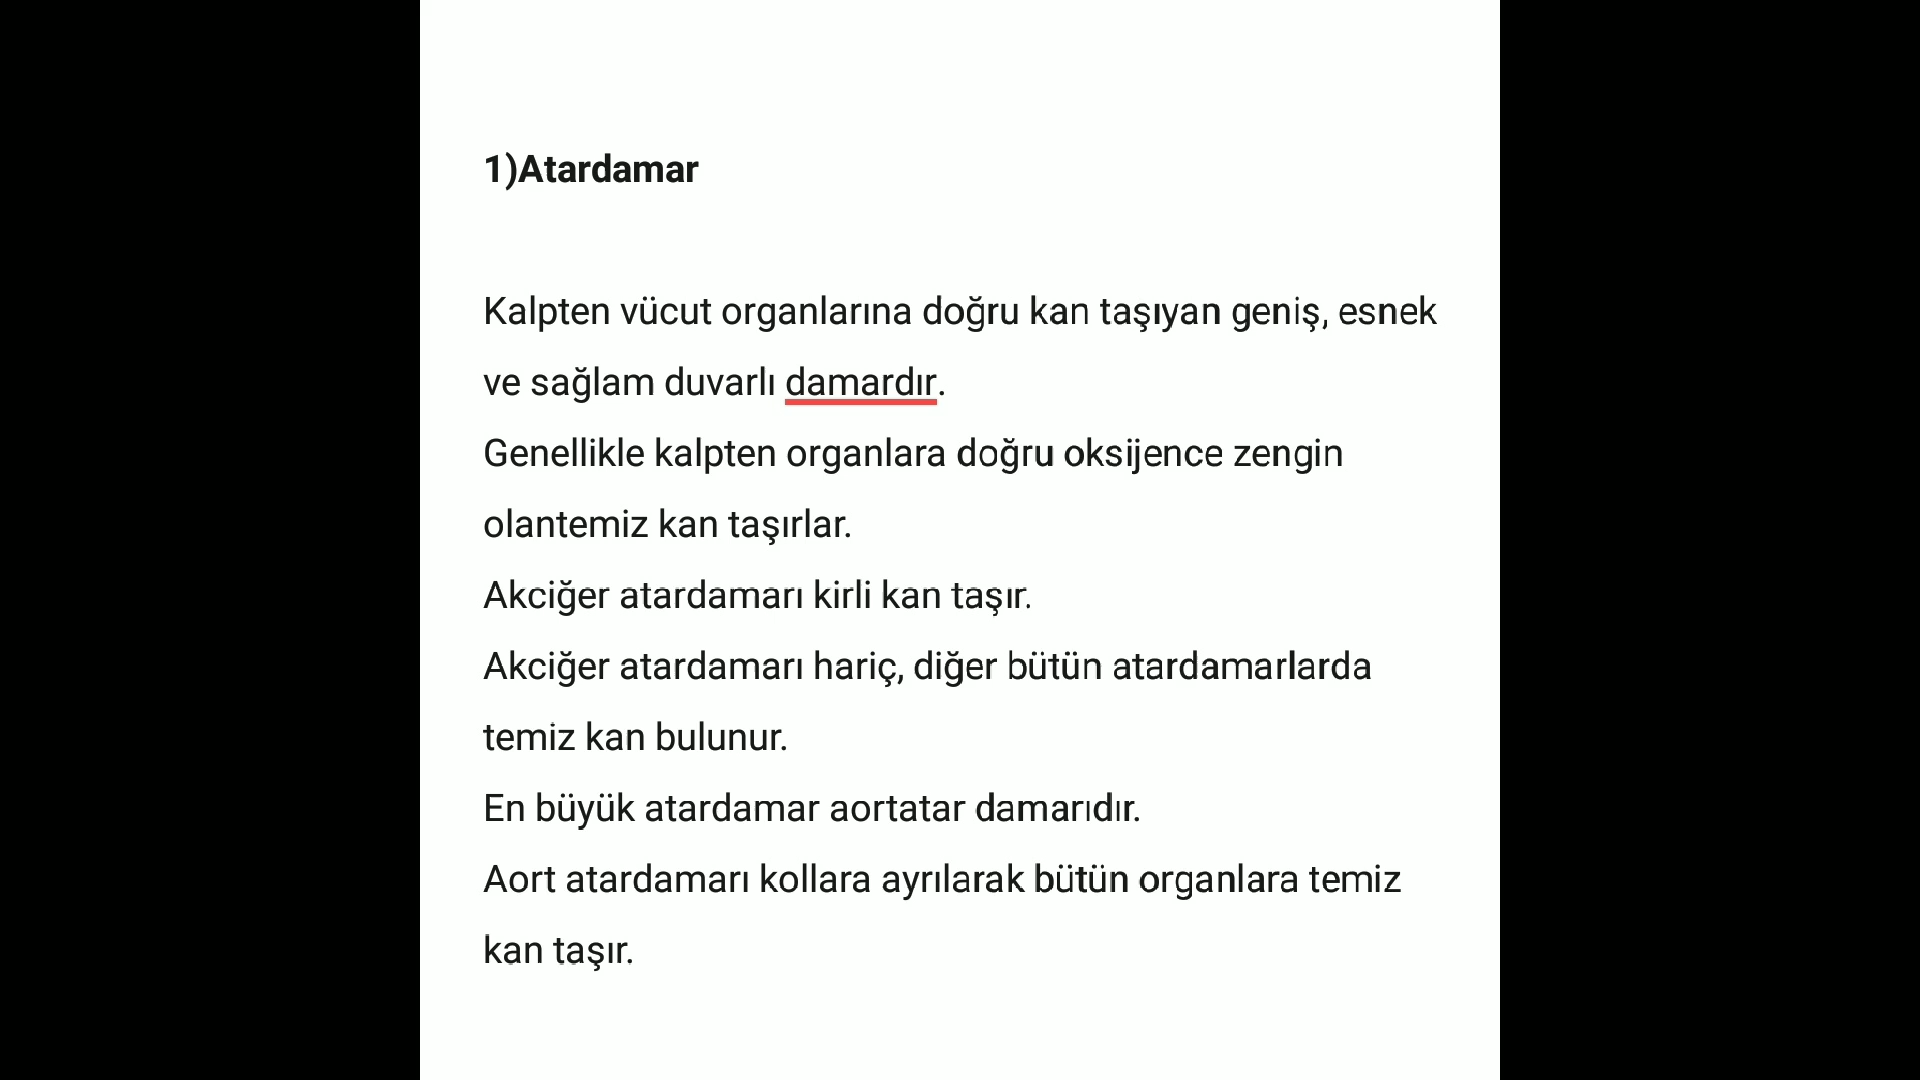 1)Atardamar
Kalpten vücut organlarına doğru kan taşıyan geniş, esnek
ve sağlam duvarlı damardır.
Genellikle kalpten organlara doğru oksijence zengin
olantemiz kan taşırlar.
Akciğer atardamarı kirli kan taşır.
Akciğer atardamarı hariç, diğer bütün atardamarlarda
temiz kan bulunur.
En büyük atardamar aortatar damarıdır.
Aort atardamarı kollara ayrılarak bütün organlara temiz
kan taşır.